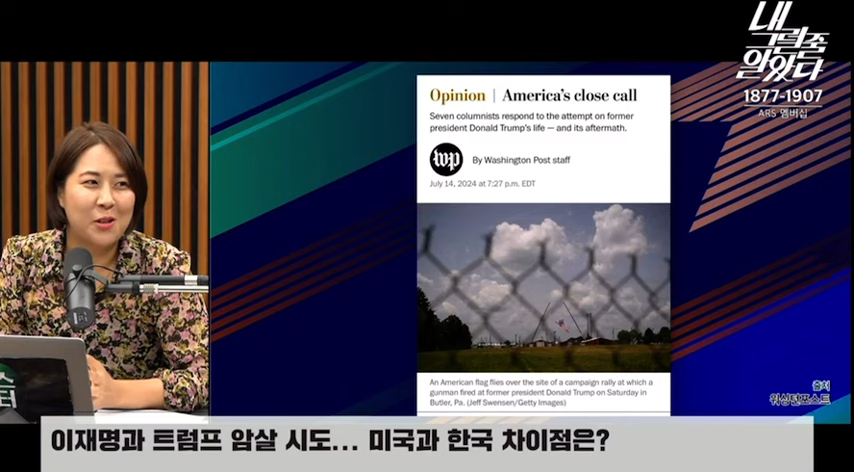 내
그럴줄
알았다
1877-1907
ARS 멤버십
Opinion | America's close call
Seven columnists respond to the attempt on former
president Donald Trump's life — and its aftermath.
wp
By Washington Post staff
July 14, 2024 at 7:27 p.m. EDT
An American flag flies over the site of a campaign rally at which a
gunman fired at former president Donald Trump on Saturday in
Butler, Pa. (Jeff Swensen/Getty Images)
출처
워싱턴포스트
이재명과 트럼프 암살 시도... 미국과 한국 차이점은?